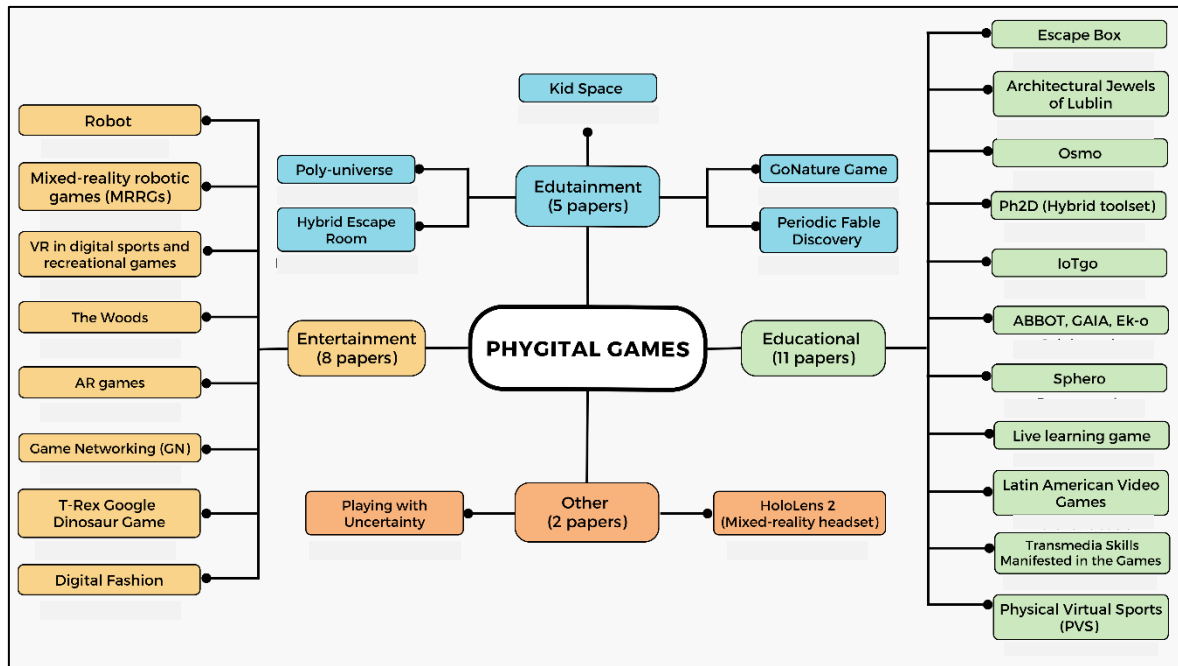 Kid Space
Poly-universe
Hybrid Escape
Room
Edutainment
(5 papers)
GoNature Game
Periodic Fable
Discovery
Robot
Mixed-reality robotic
games (MRRGs)
VR in digital sports and
recreational games
The Woods
AR games
Game Networking (GN)
T-Rex Google
Dinosaur Game
Digital Fashion
Entertainment
(8 papers)
PHYGITAL GAMES
Educational
(11 papers)
Escape Box
Architectural Jewels
of Lublin
Osmo
Ph2D (Hybrid toolset)
IoTgo
ABBOT, GAIA, Ek-o
Sphero
Live learning game
Latin American Video
Games
Transmedia Skills
Manifested in the Games
Physical Virtual Sports
(PVS)
Playing with
Uncertainty
Other
(2 papers)
HoloLens 2
(Mixed-reality headset)